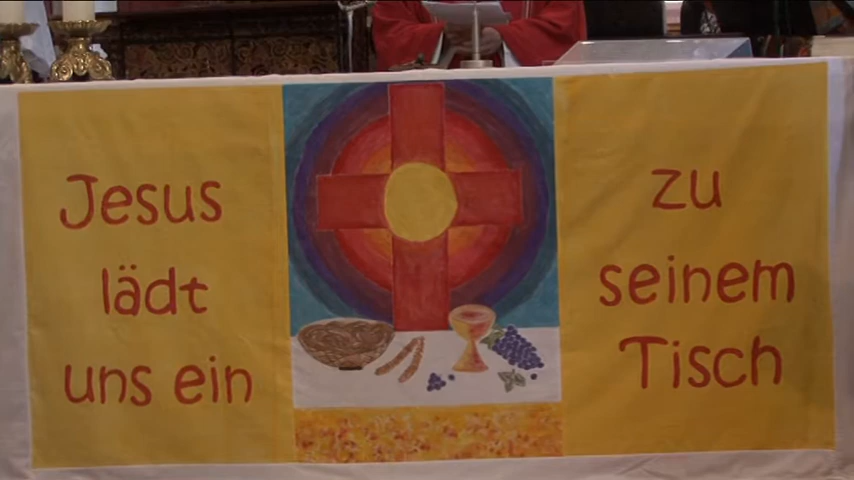 Jesus
lädt
uns ein
zu
seinem
Tisch